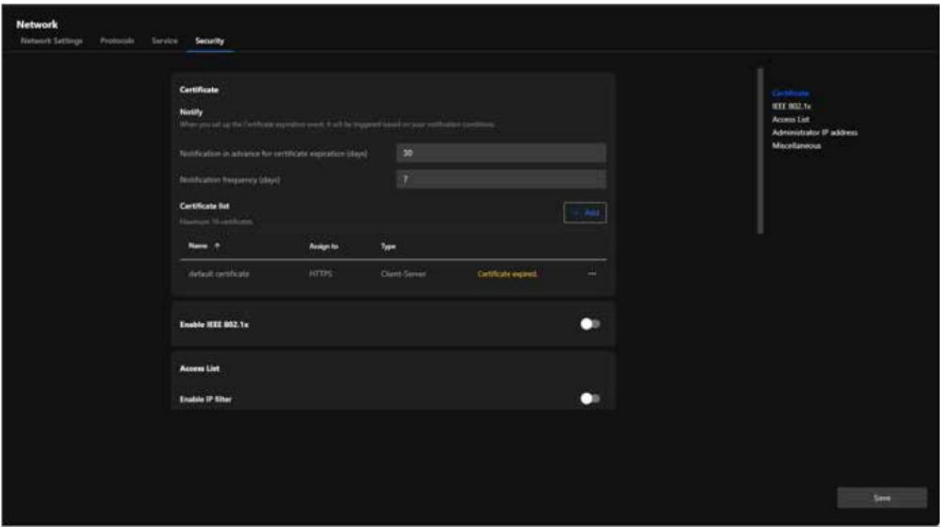 Network
Network Settings Protocols Service Security
Certificate
Notify
When you set up the Certificate expiration event, it will be triggered based on your notification conditions.
Notification in advance for certificate expiration (days) 30
Notification frequency (days) 7
Certificate list
Maximum 10 certificates
Add
Name ↑ Assign to Type
default certificate HTTPS Client-Server Certificate expired. ...
Enable IEEE 802.1x
Access List
Enable IP filter
Certificate
IEEE 802.1x
Access List
Administrator IP address
Miscellaneous
Save